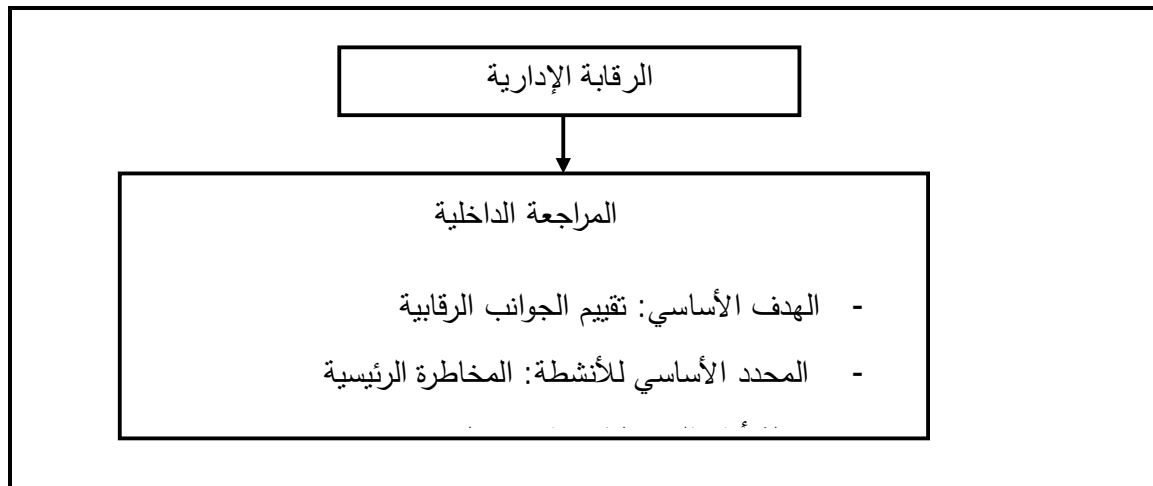 الرقابة الإدارية
المراجعة الداخلية
- الهدف الأساسي: تقييم الجوانب الرقابية
- المحدد الأساسي للأنشطة: المخاطرة الرئيسية